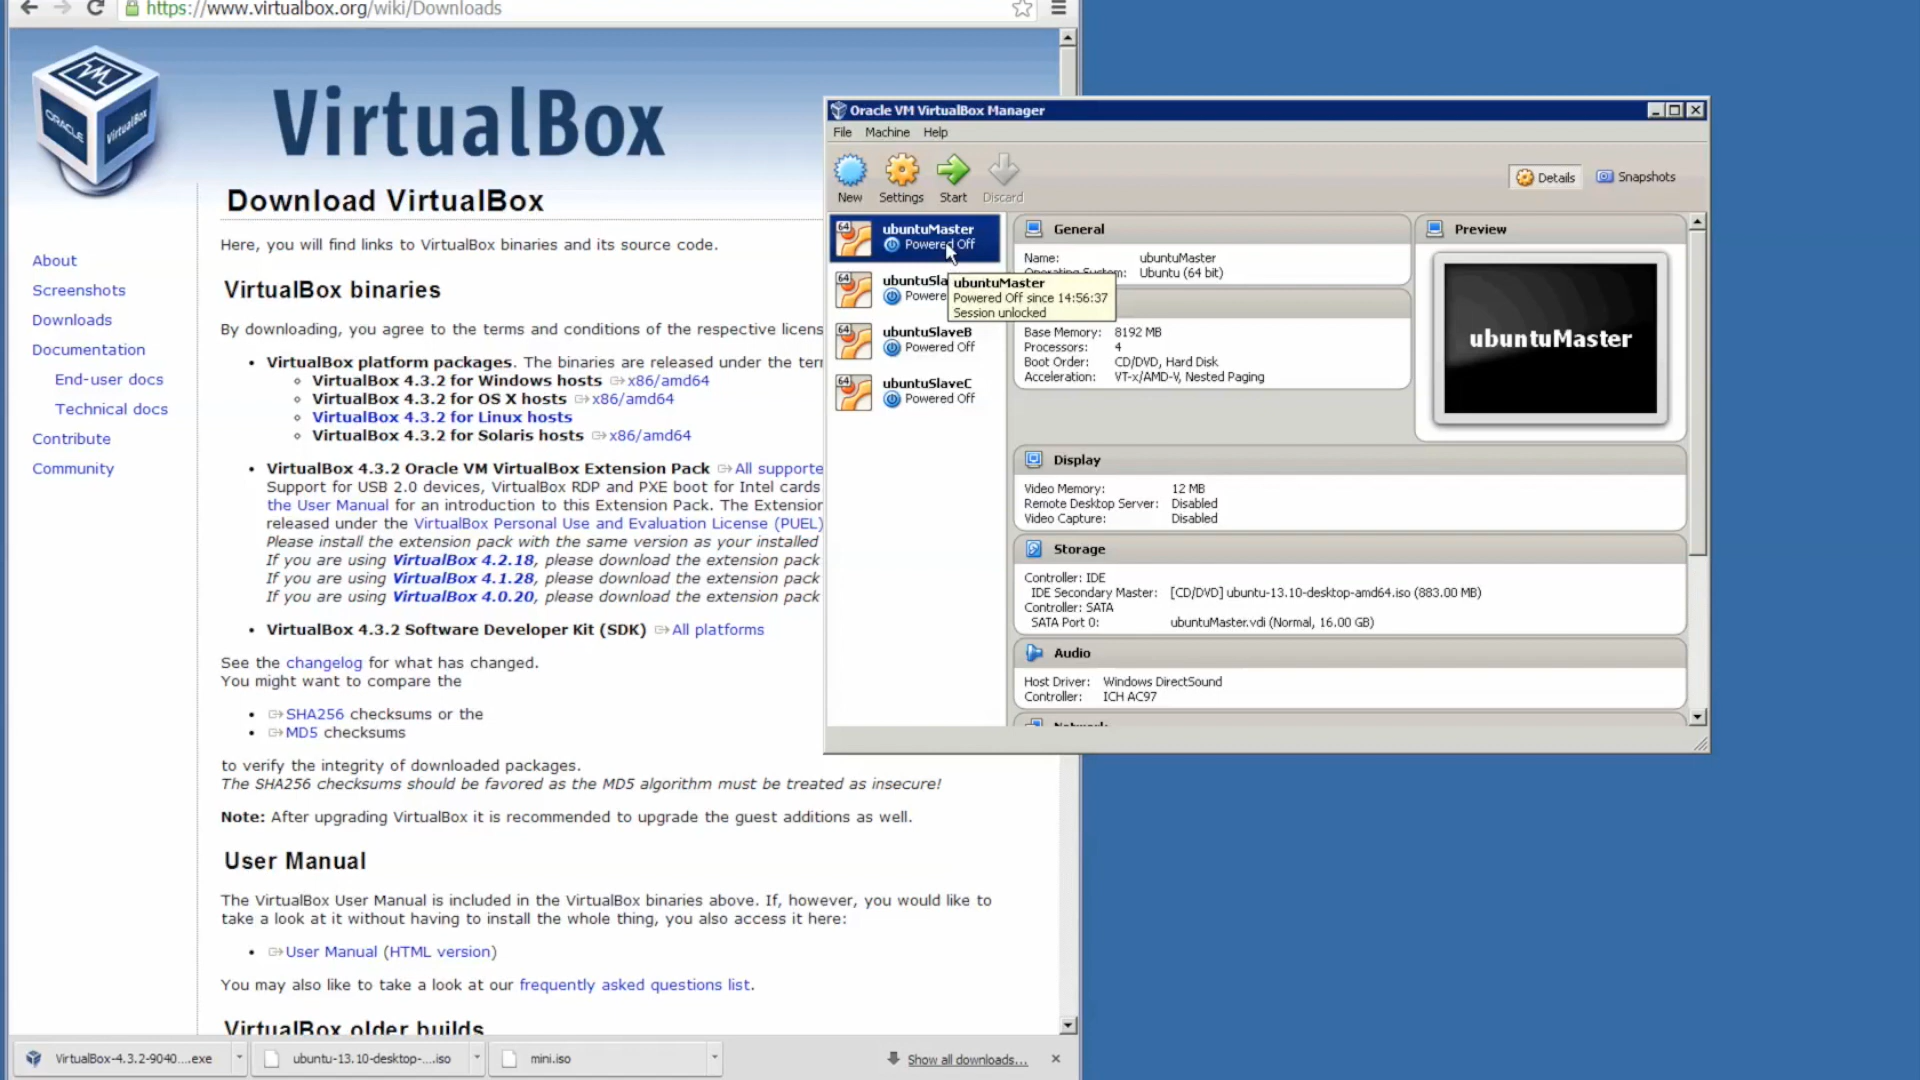 https://www.virtualbox.org/wiki/Downloads
ORACLE
VirtualBox
VirtualBox
Download VirtualBox
Here, you will find links to VirtualBox binaries and its source code.
About
Screenshots
Downloads
Documentation
End-user docs
Technical docs
Contribute
Community
VirtualBox binaries
By downloading, you agree to the terms and conditions of the respective licens
• VirtualBox platform packages. The binaries are released under the ter
VirtualBox 4.3.2 for Windows hosts x86/amd64
VirtualBox 4.3.2 for OS X hosts x86/amd64
VirtualBox 4.3.2 for Linux hosts
VirtualBox 4.3.2 for Solaris hosts x86/amd64
• VirtualBox 4.3.2 Oracle VM VirtualBox Extension Pack All supporte
Support for USB 2.0 devices, VirtualBox RDP and PXE boot for Intel cards
the User Manual for an introduction to this Extension Pack. The Extension
released under the VirtualBox Personal Use and Evaluation License (PUEL)
Please install the extension pack with the same version as your installed
If you are using VirtualBox 4.2.18, please download the extension pack
If you are using VirtualBox 4.1.28, please download the extension pack
If you are using VirtualBox 4.0.20, please download the extension pack
• VirtualBox 4.3.2 Software Developer Kit (SDK) All platforms
See the changelog for what has changed.
You might want to compare the
• SHA256 checksums or the
• MD5 checksums
to verify the integrity of downloaded packages.
The SHA256 checksums should be favored as the MD5 algorithm must be treated as insecure!
Note: After upgrading VirtualBox it is recommended to upgrade the guest additions as well.
User Manual
The VirtualBox User Manual is included in the VirtualBox binaries above. If, however, you would like to
take a look at it without having to install the whole thing, you also access it here:
• User Manual (HTML version)
You may also like to take a look at our frequently asked questions list.
VirtualBox older builds
VirtualBox-4.3.2-9040....exe
ubuntu-13.10-desktop-....iso
mini.iso
Show all downloads...
Oracle VM VirtualBox Manager
File Machine Help
New Settings Start Discard
Details Snapshots
64 ubuntuMaster
Powered Off
64 ubuntuSla
Powere
64 ubuntuSlaveB
Powered Off
64 ubuntuSlaveC
Powered Off
ubuntuMaster
Powered Off since 14:56:37
Session unlocked
General
Name: ubuntuMaster
Operating System: Ubuntu (64 bit)
Base Memory: 8192 MB
Processors: 4
Boot Order: CD/DVD, Hard Disk
Acceleration: VT-x/AMD-V, Nested Paging
Preview
ubuntuMaster
Display
Video Memory: 12 MB
Remote Desktop Server: Disabled
Video Capture: Disabled
Storage
Controller: IDE
IDE Secondary Master: [CD/DVD] ubuntu-13.10-desktop-amd64.iso (883.00 MB)
Controller: SATA
SATA Port 0: ubuntuMaster.vdi (Normal, 16.00 GB)
Audio
Host Driver: Windows DirectSound
Controller: ICH AC97
Network